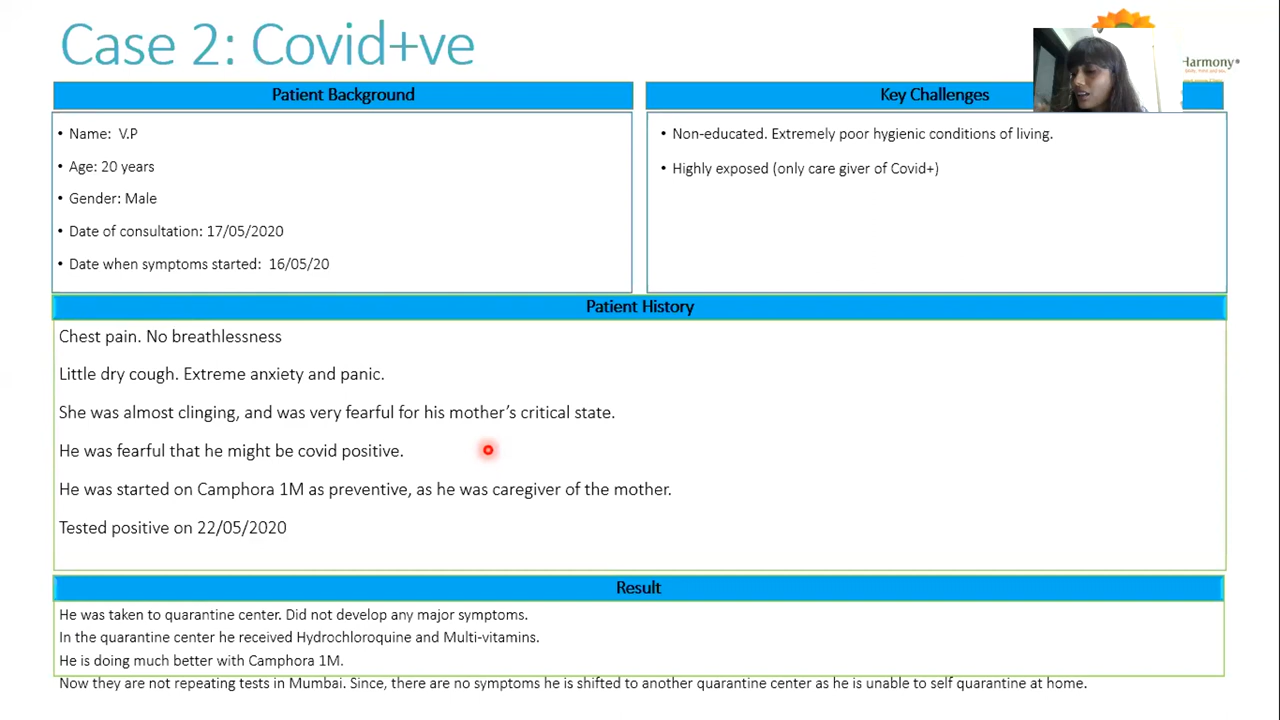 Case 2: Covid+ve
Harmony®
Patient Background
• Name: V.P
• Age: 20 years
• Gender: Male
• Date of consultation: 17/05/2020
• Date when symptoms started: 16/05/20
Key Challenges
• Non-educated. Extremely poor hygienic conditions of living.
• Highly exposed (only care giver of Covid+)
Patient History
Chest pain. No breathlessness
Little dry cough. Extreme anxiety and panic.
She was almost clinging, and was very fearful for his mother's critical state.
He was fearful that he might be covid positive.
He was started on Camphora 1M as preventive, as he was caregiver of the mother.
Tested positive on 22/05/2020
Result
He was taken to quarantine center. Did not develop any major symptoms.
In the quarantine center he received Hydrochloroquine and Multi-vitamins.
He is doing much better with Camphora 1M.
Now they are not repeating tests in Mumbai. Since, there are no symptoms he is shifted to another quarantine center as he is unable to self quarantine at home.